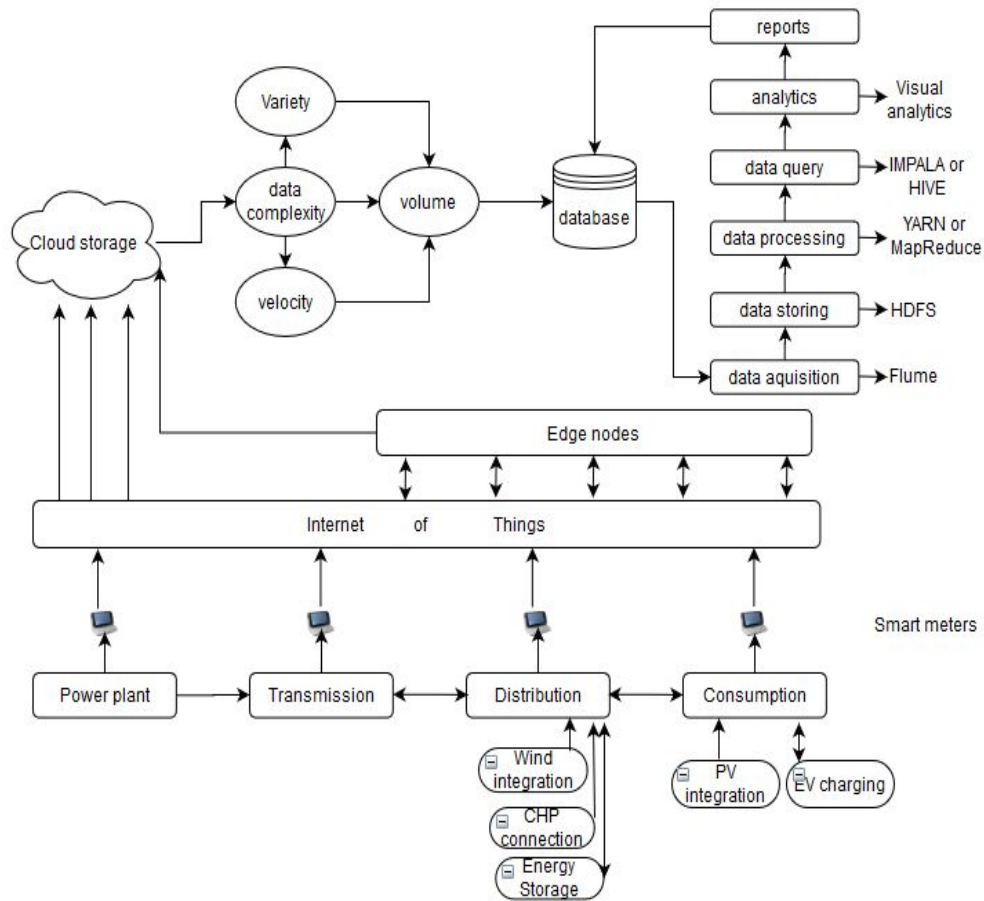 reports
analytics
Visual
analytics
Variety
data query
IMPALA or
HIVE
data
complexity
volume
database
Cloud storage
data processing
YARN or
MapReduce
velocity
data storing
HDFS
data aquisition
Flume
Edge nodes
Internet of Things
Smart meters
Power plant
Transmission
Distribution
Consumption
Wind
integration
PV
integration
EV charging
CHP
connection
Energy
Storage